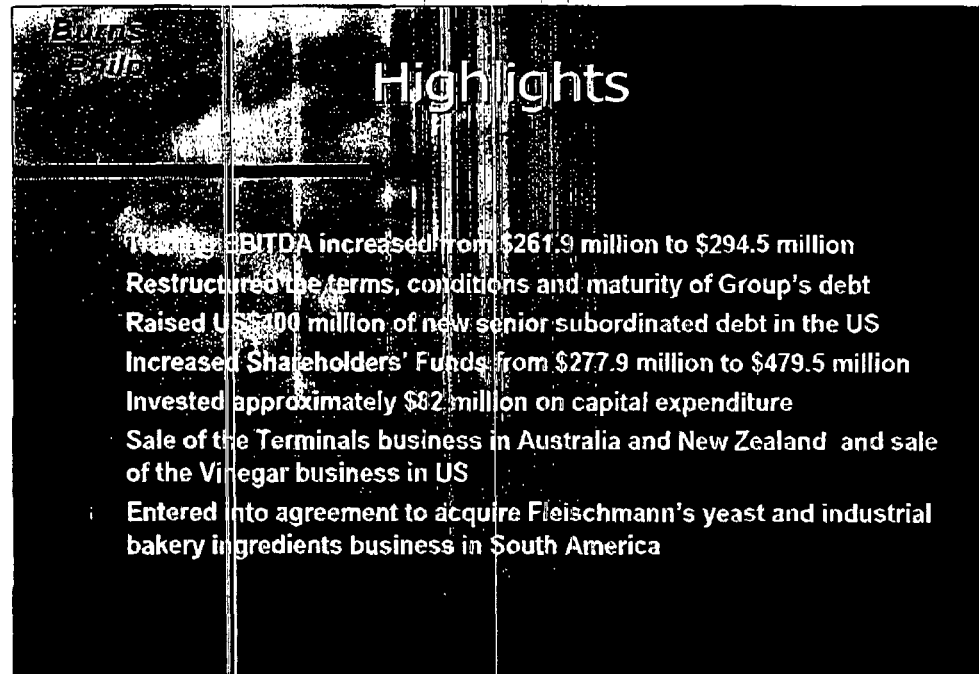 Burns
Philp
Highlights
Trading EBITDA increased from $261.9 million to $294.5 million
Restructured the terms, conditions and maturity of Group's debt
Raised US$400 million of new senior subordinated debt in the US
Increased Shareholders' Funds from $277.9 million to $479.5 million
Invested approximately $82 million on capital expenditure
Sale of the Terminals business in Australia and New Zealand and sale
of the Vinegar business in US
Entered into agreement to acquire Fleischmann's yeast and industrial
bakery ingredients business in South America